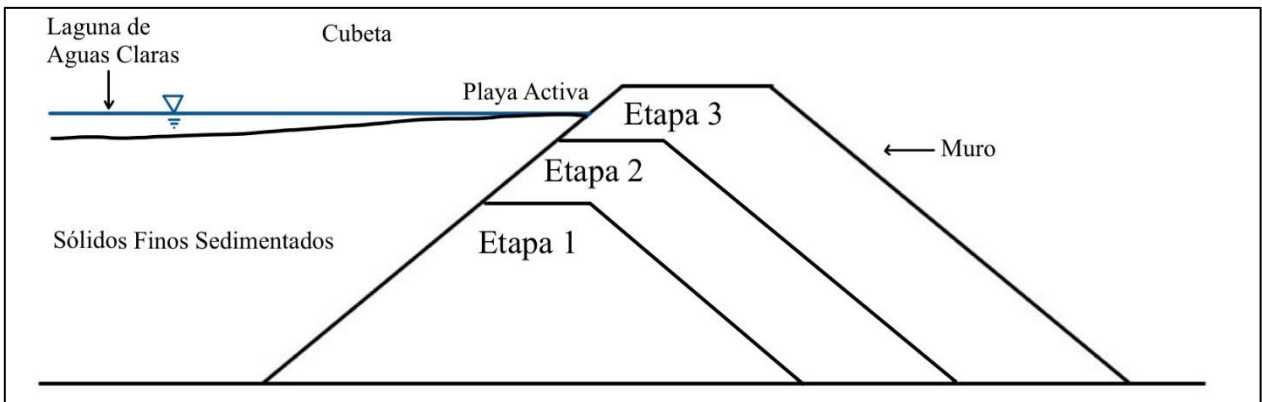 Laguna de
Aguas Claras
Cubeta
Playa Activa
Etapa 3
Muro
Etapa 2
Sólidos Finos Sedimentados
Etapa 1